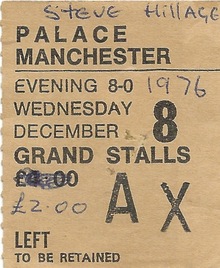 Steve Hillage
PALACE
MANCHESTER
EVENING 8-0 1976
WEDNESDAY
DECEMBER 8
GRAND STALLS
£2.00
A X
LEFT
TO BE RETAINED